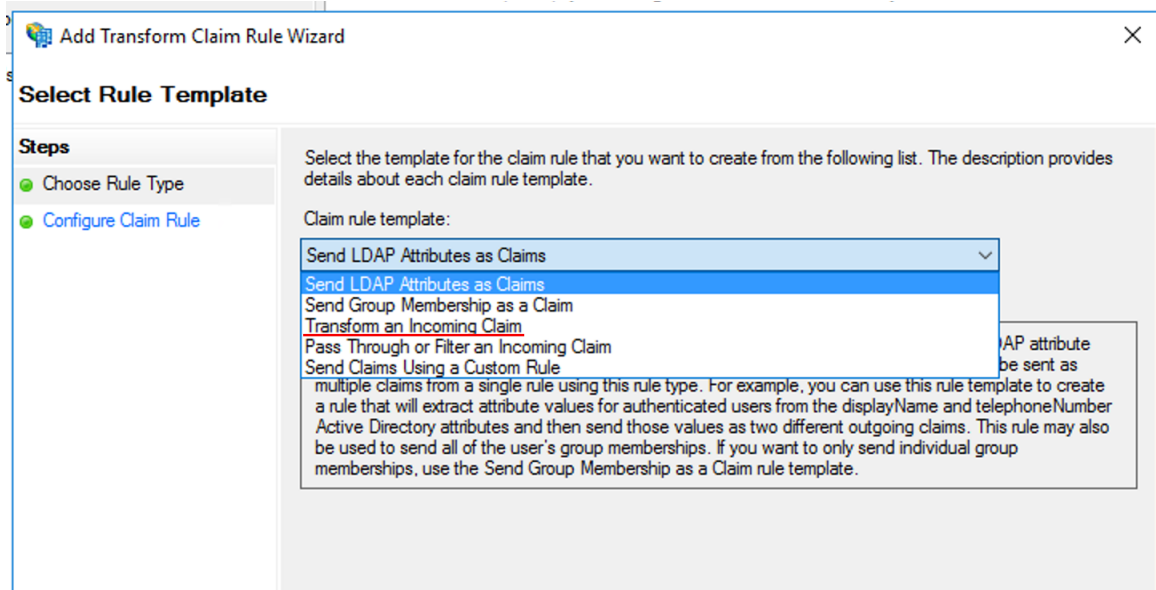 Add Transform Claim Rule Wizard
Select Rule Template
Steps
Choose Rule Type
Configure Claim Rule
Select the template for the claim rule that you want to create from the following list. The description provides
details about each claim rule template.
Claim rule template:
Send LDAP Attributes as Claims
Send LDAP Attributes as Claims
Send Group Membership as a Claim
Transform an Incoming Claim
Pass Through or Filter an Incoming Claim
Send Claims Using a Custom Rule
AP attribute
be sent as
multiple claims from a single rule using this rule type. For example, you can use this rule template to create
a rule that will extract attribute values for authenticated users from the displayName and telephoneNumber
Active Directory attributes and then send those values as two different outgoing claims. This rule may also
be used to send all of the user's group memberships. If you want to only send individual group
memberships, use the Send Group Membership as a Claim rule template.